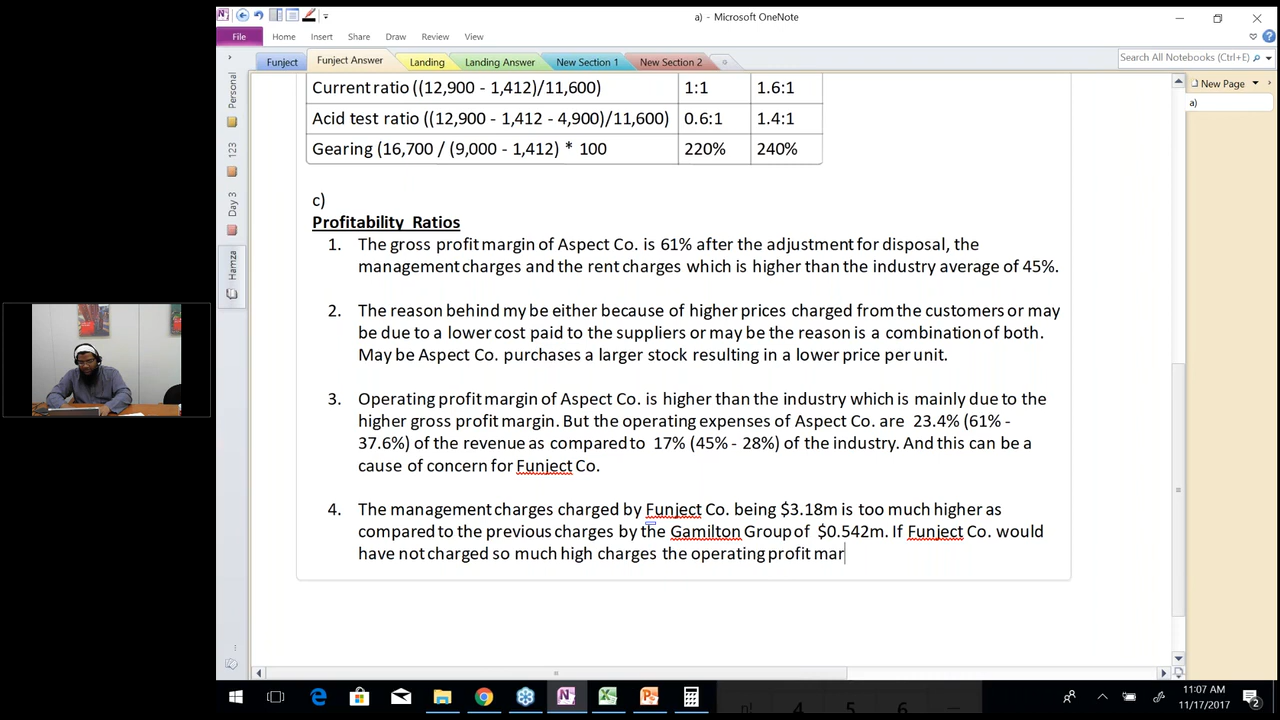 a) - Microsoft OneNote
File Home Insert Share Draw Review View
Funject Funject Answer Landing Landing Answer New Section 1 New Section 2
Search All Notebooks (Ctrl+E)
New Page
a)
Personal
123
Day 3
Hamza
Current ratio ((12,900 - 1,412)/11,600) 1:1 1.6:1
Acid test ratio ((12,900 - 1,412 - 4,900)/11,600) 0.6:1 1.4:1
Gearing (16,700 / (9,000 - 1,412) * 100 220% 240%
c)
Profitability Ratios
1. The gross profit margin of Aspect Co. is 61% after the adjustment for disposal, the
management charges and the rent charges which is higher than the industry average of 45%.
2. The reason behind my be either because of higher prices charged from the customers or may
be due to a lower cost paid to the suppliers or may be the reason is a combination of both.
May be Aspect Co. purchases a larger stock resulting in a lower price per unit.
3. Operating profit margin of Aspect Co. is higher than the industry which is mainly due to the
higher gross profit margin. But the operating expenses of Aspect Co. are 23.4% (61% -
37.6%) of the revenue as compared to 17% (45% - 28%) of the industry. And this can be a
cause of concern for Funject Co.
4. The management charges charged by Funject Co. being $3.18m is too much higher as
compared to the previous charges by the Gamilton Group of $0.542m. If Funject Co. would
have not charged so much high charges the operating profit mar
n! 4 5 6
11:07 AM
11/17/2017
2